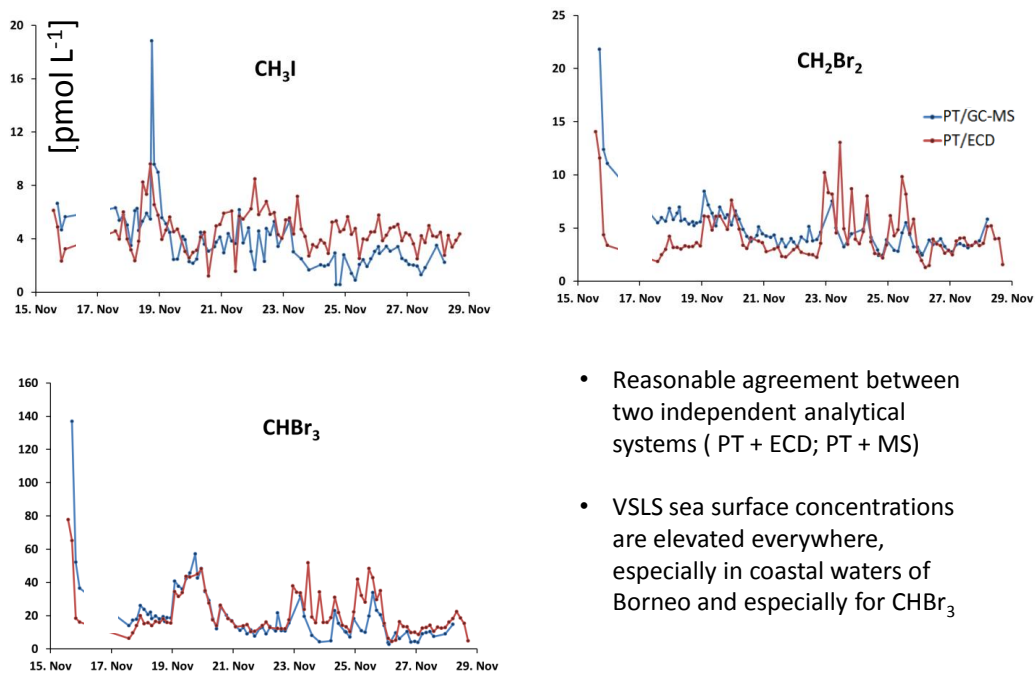 20
16
12
8
4
0
[pmol L⁻¹]
CH₃I
15. Nov
17. Nov
19. Nov
21. Nov
23. Nov
25. Nov
27. Nov
29. Nov
25
20
15
10
5
0
CH₂Br₂
PT/GC-MS
PT/ECD
15. Nov
17. Nov
19. Nov
21. Nov
23. Nov
25. Nov
27. Nov
29. Nov
160
140
120
100
80
60
40
20
0
CHBr₃
15. Nov
17. Nov
19. Nov
21. Nov
23. Nov
25. Nov
27. Nov
29. Nov
• Reasonable agreement between
two independent analytical
systems ( PT + ECD; PT + MS)
• VSLS sea surface concentrations
are elevated everywhere,
especially in coastal waters of
Borneo and especially for CHBr₃